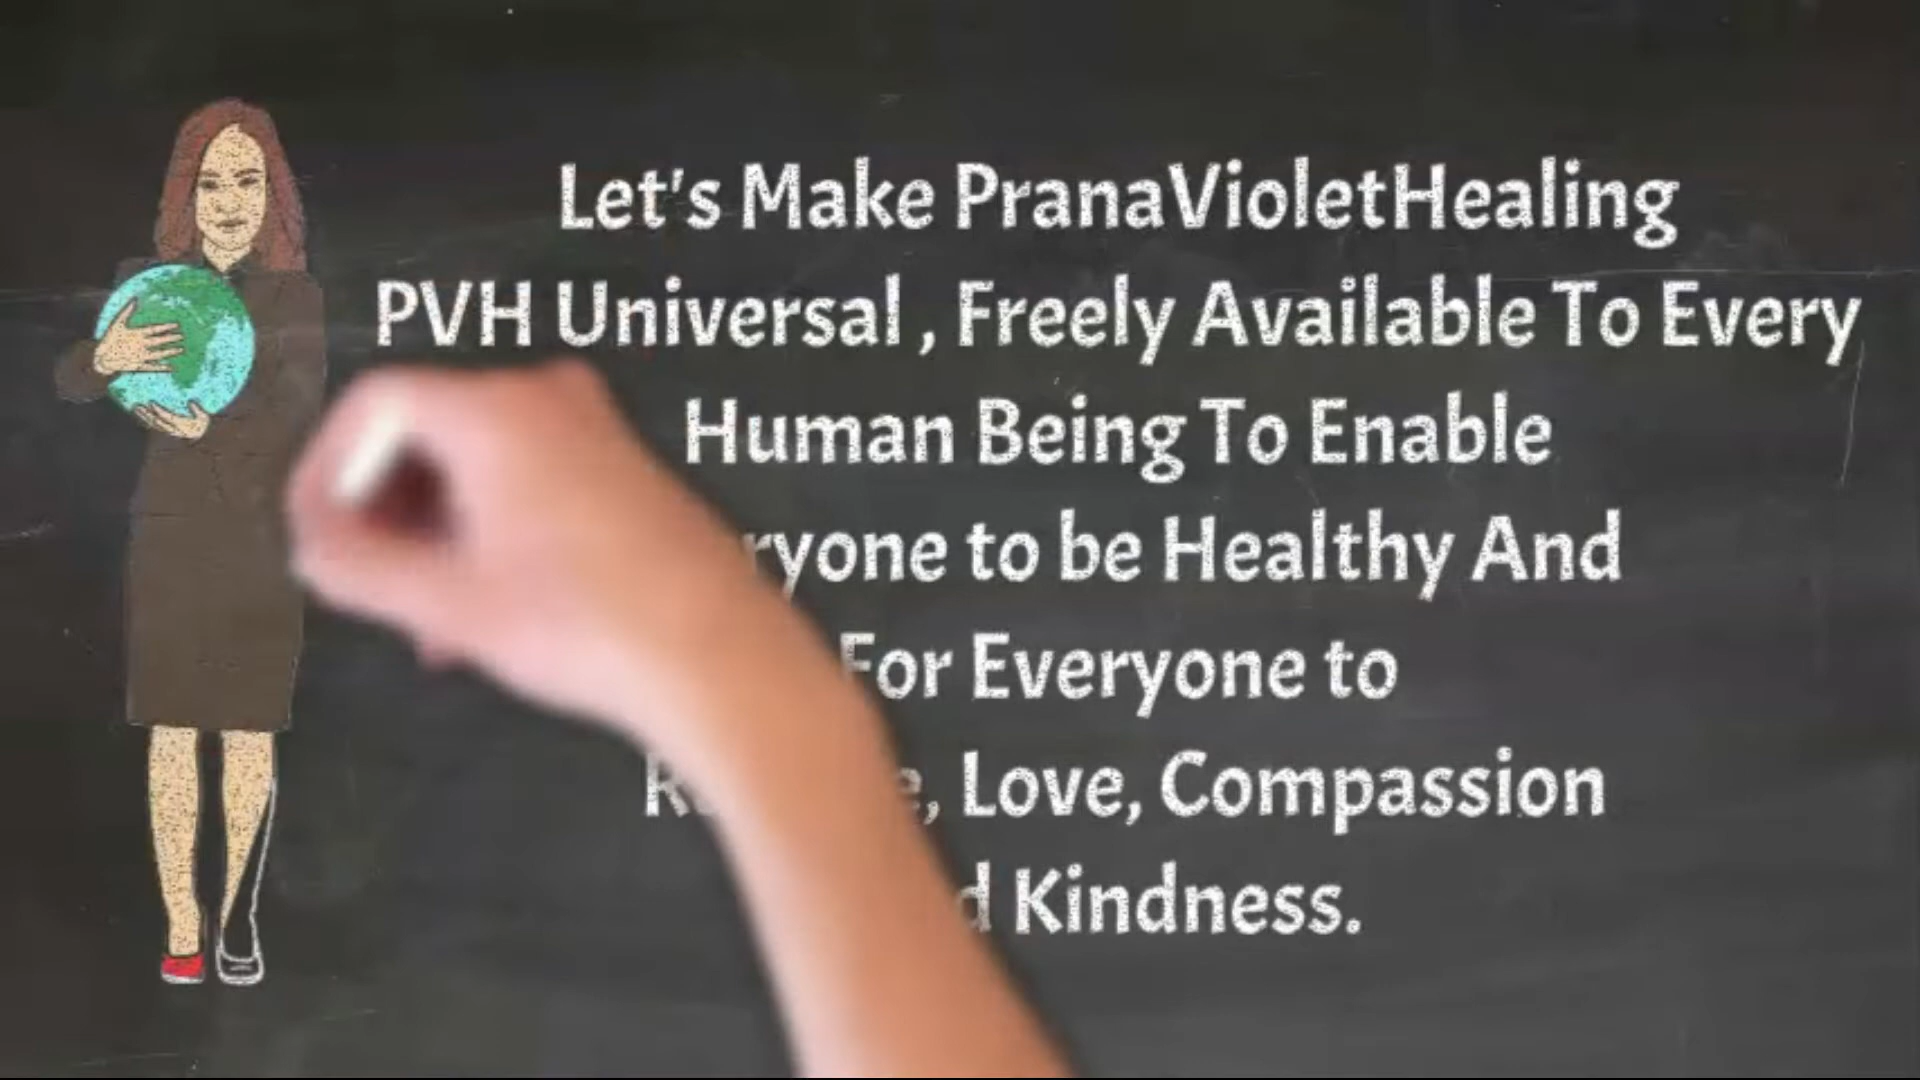 Let's Make PranaVioletHealing
PVH Universal , Freely Available To Every
Human Being To Enable
ryone to be Healthy And
For Everyone to
Love, Compassion
Kindness.